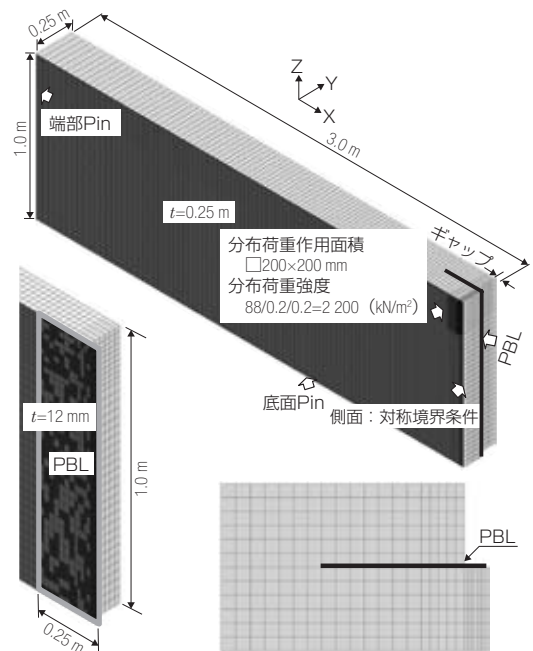 0.25 m
Z
Y
X
端部Pin
1.0 m
3.0 m
t=0.25 m
分布荷重作用面積
□200×200 mm
分布荷重強度
88/0.2/0.2=2 200（kN/m²）
ギャップ
PBL
底面Pin
側面：対称境界条件
t=12 mm
PBL
1.0 m
0.25 m
PBL